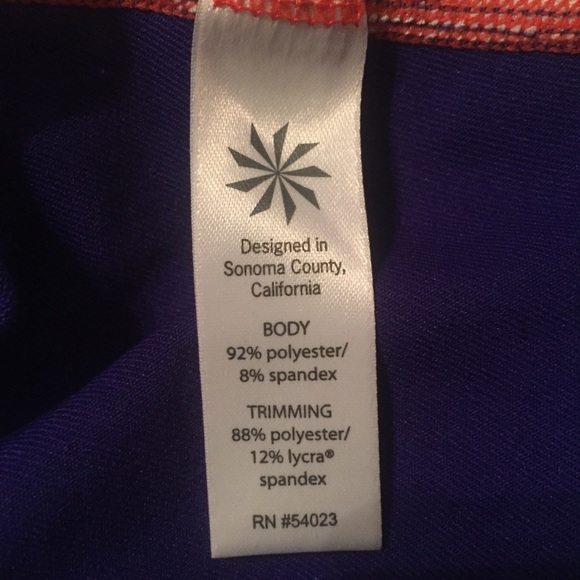 Designed in
Sonoma County,
California
BODY
92% polyester/
8% spandex
TRIMMING
88% polyester/
12% lycra®
spandex
RN #54023